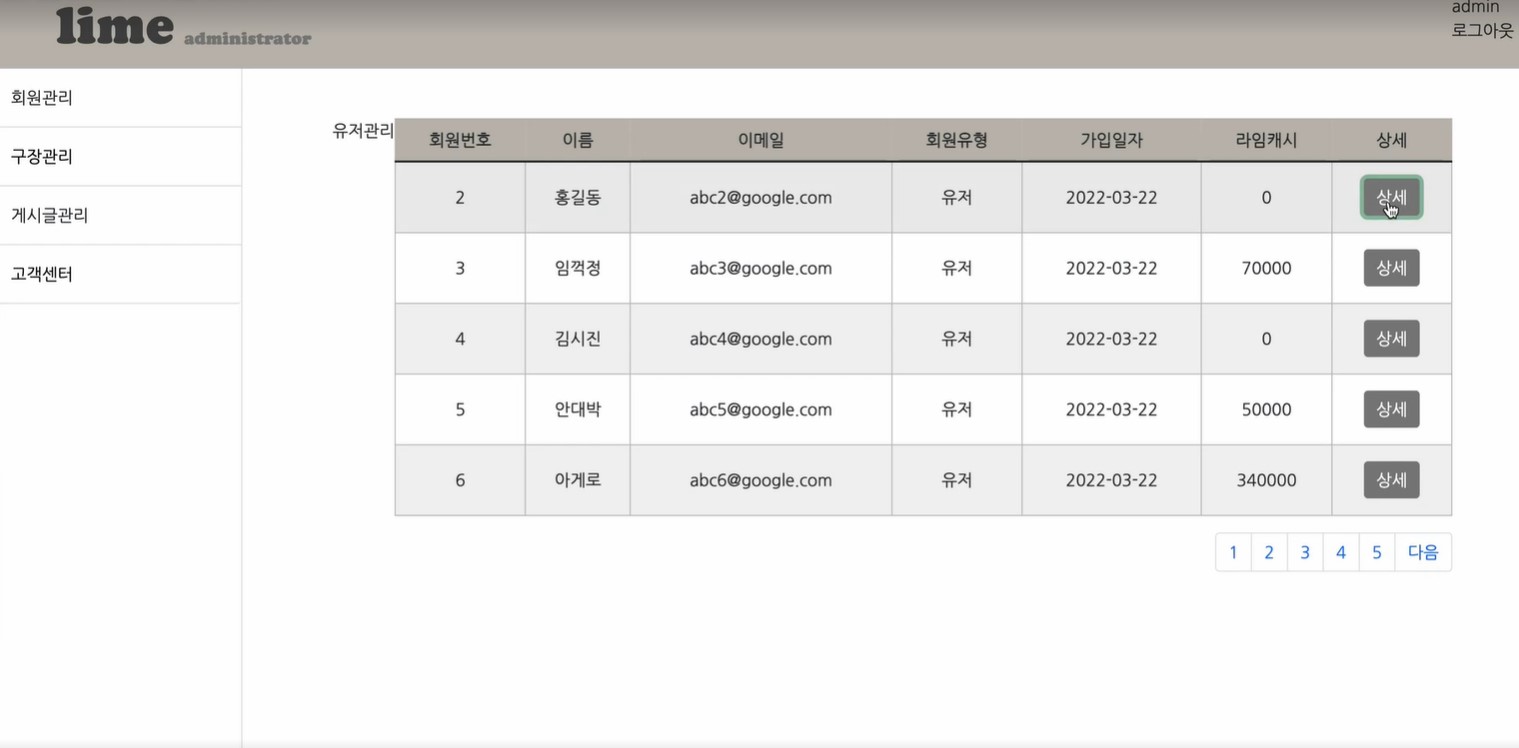 lime administrator
admin
로그아웃
회원관리
구장관리
게시글관리
고객센터
유저관리
회원번호 이름 이메일 회원유형 가입일자 라임캐시 상세
2 홍길동 abc2@google.com 유저 2022-03-22 0 상세
3 임꺽정 abc3@google.com 유저 2022-03-22 70000 상세
4 김시진 abc4@google.com 유저 2022-03-22 0 상세
5 안대박 abc5@google.com 유저 2022-03-22 50000 상세
6 아게로 abc6@google.com 유저 2022-03-22 340000 상세
1 2 3 4 5 다음